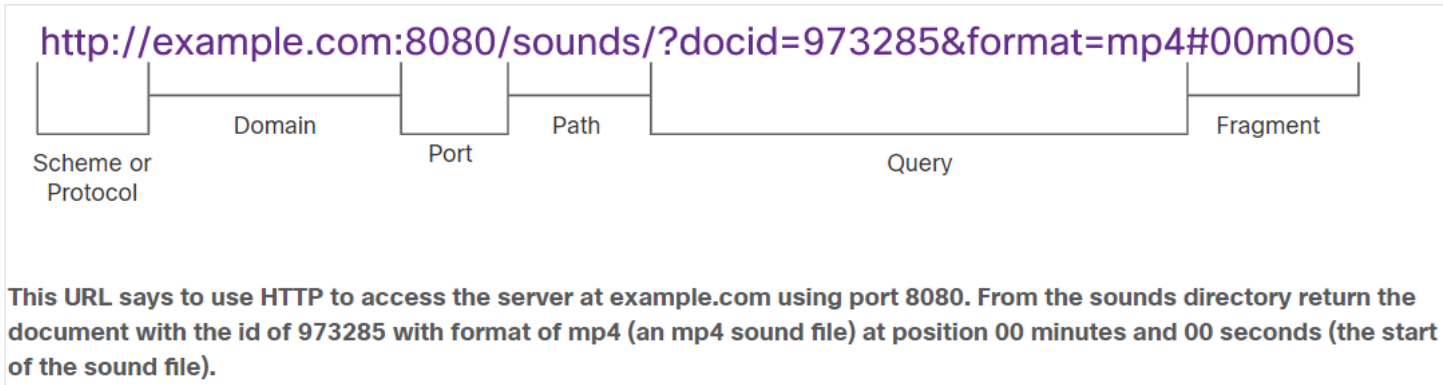 http://example.com:8080/sounds/?docid=973285&format=mp4#00m00s
Domain
Path
Fragment
Port
Scheme or
Protocol
Query
This URL says to use HTTP to access the server at example.com using port 8080. From the sounds directory return the
document with the id of 973285 with format of mp4 (an mp4 sound file) at position 00 minutes and 00 seconds (the start
of the sound file).